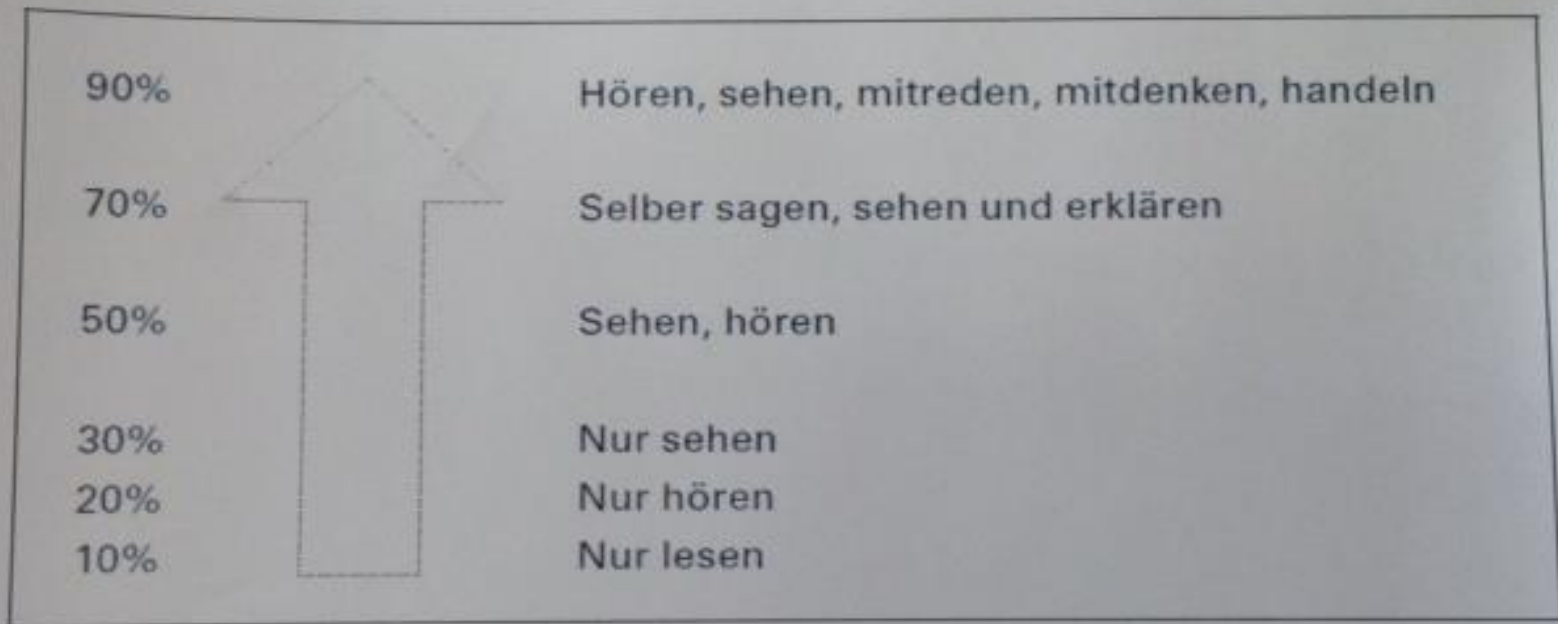 90% Hören, sehen, mitreden, mitdenken, handeln
70% Selber sagen, sehen und erklären
50% Sehen, hören
30% Nur sehen
20% Nur hören
10% Nur lesen